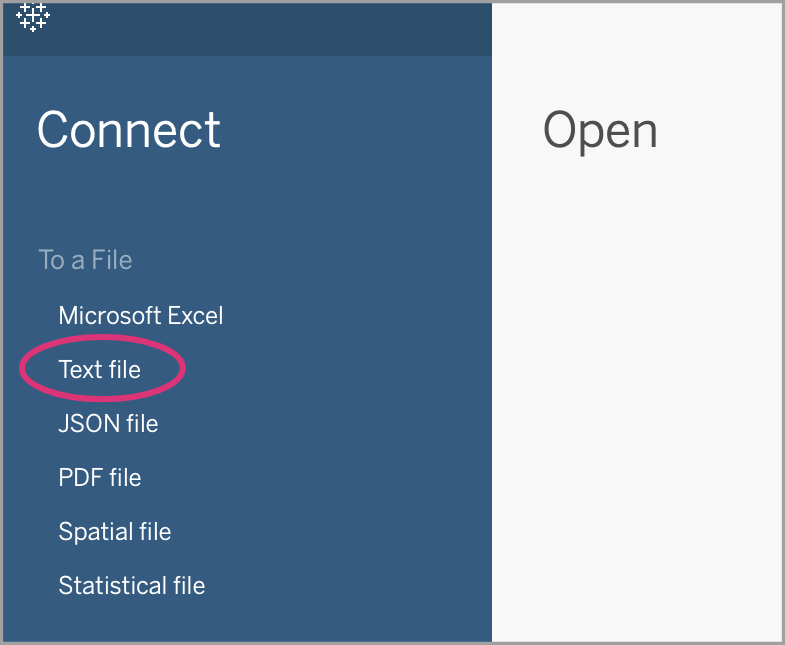 Connect
Open
To a File
Microsoft Excel
Text file
JSON file
PDF file
Spatial file
Statistical file